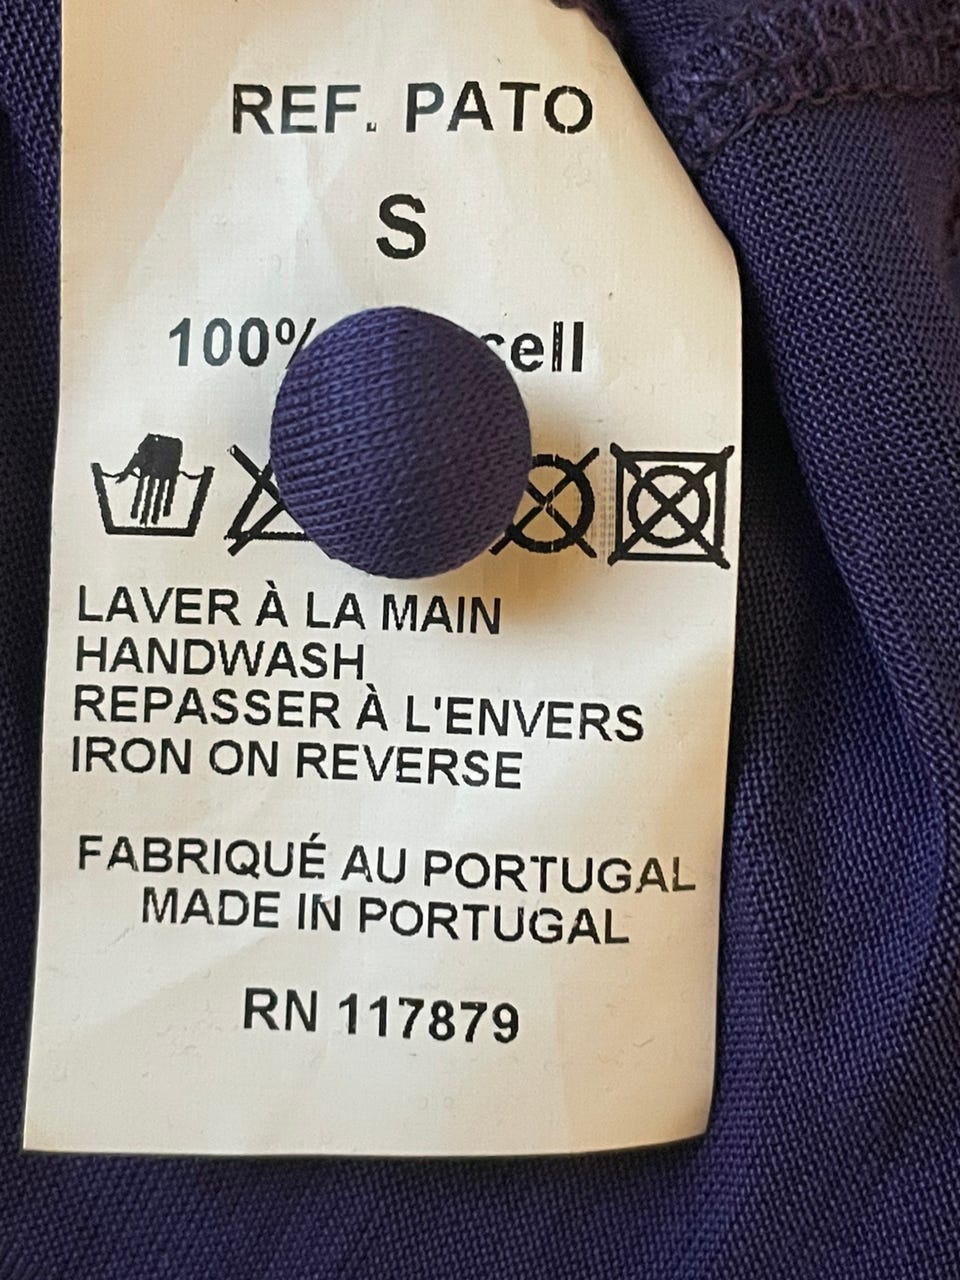 REF. PATO
S
100%
LAVER À LA MAIN
HANDWASH
REPASSER À L'ENVERS
IRON ON REVERSE
FABRIQUÉ AU PORTUGAL
MADE IN PORTUGAL
RN 117879